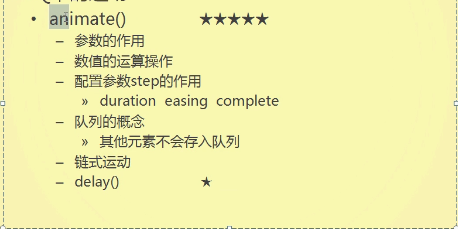 • animate() ★★★★★
– 参数的作用
– 数值的运算操作
– 配置参数step的作用
» duration easing complete
– 队列的概念
» 其他元素不会存入队列
– 链式运动
– delay() ★